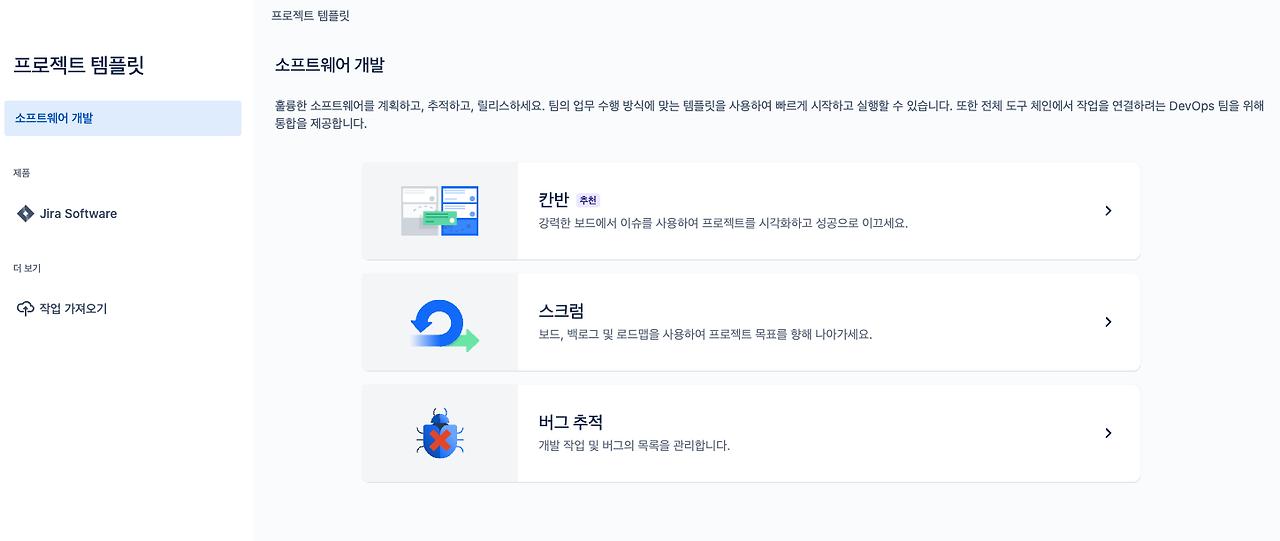 프로젝트 템플릿
프로젝트 템플릿
소프트웨어 개발
제품
Jira Software
더 보기
작업 가져오기
소프트웨어 개발
훌륭한 소프트웨어를 계획하고, 추적하고, 릴리스하세요. 팀의 업무 수행 방식에 맞는 템플릿을 사용하여 빠르게 시작하고 실행할 수 있습니다. 또한 전체 도구 체인에서 작업을 연결하려는 DevOps 팀을 위해
통합을 제공합니다.
칸반 추천
강력한 보드에서 이슈를 사용하여 프로젝트를 시각화하고 성공으로 이끄세요.
스크럼
보드, 백로그 및 로드맵을 사용하여 프로젝트 목표를 향해 나아가세요.
버그 추적
개발 작업 및 버그의 목록을 관리합니다.